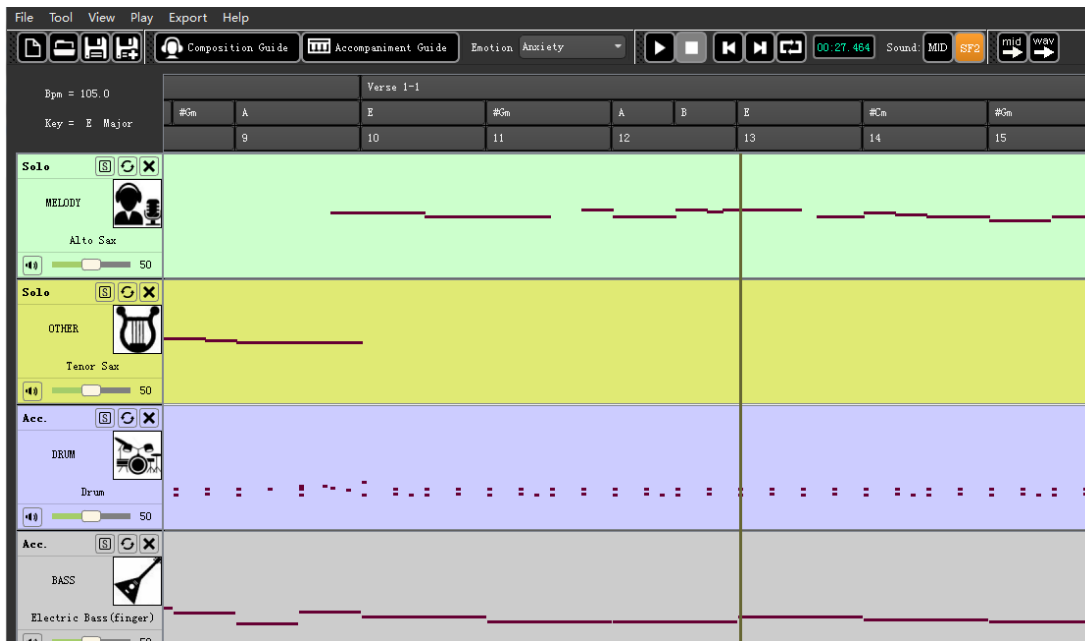 File Tool View Play Export Help
Composition Guide Accompaniment Guide Emotion Anxiety 00:27.464 Sound: MID SF2 mid wav
Bpm = 105.0
Verse 1-1
Key = E Major
#Gm A E #Gm A B E #Cm #Gm
9 10 11 12 13 14 15
Solo S
MELODY
Alto Sax
50
Solo S
OTHER
Tenor Sax
50
Acc. S
DRUM
Drum
50
Acc. S
BASS
Electric Bass(finger)
50